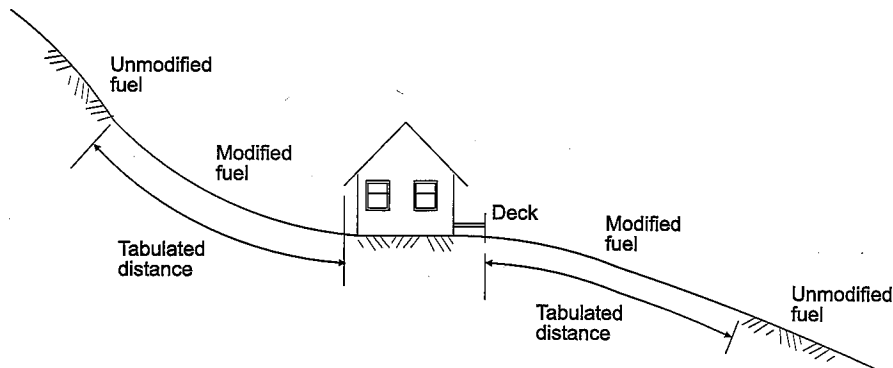 Unmodified
fuel
Modified
fuel
Tabulated
distance
Deck
Modified
fuel
Tabulated
distance
Unmodified
fuel